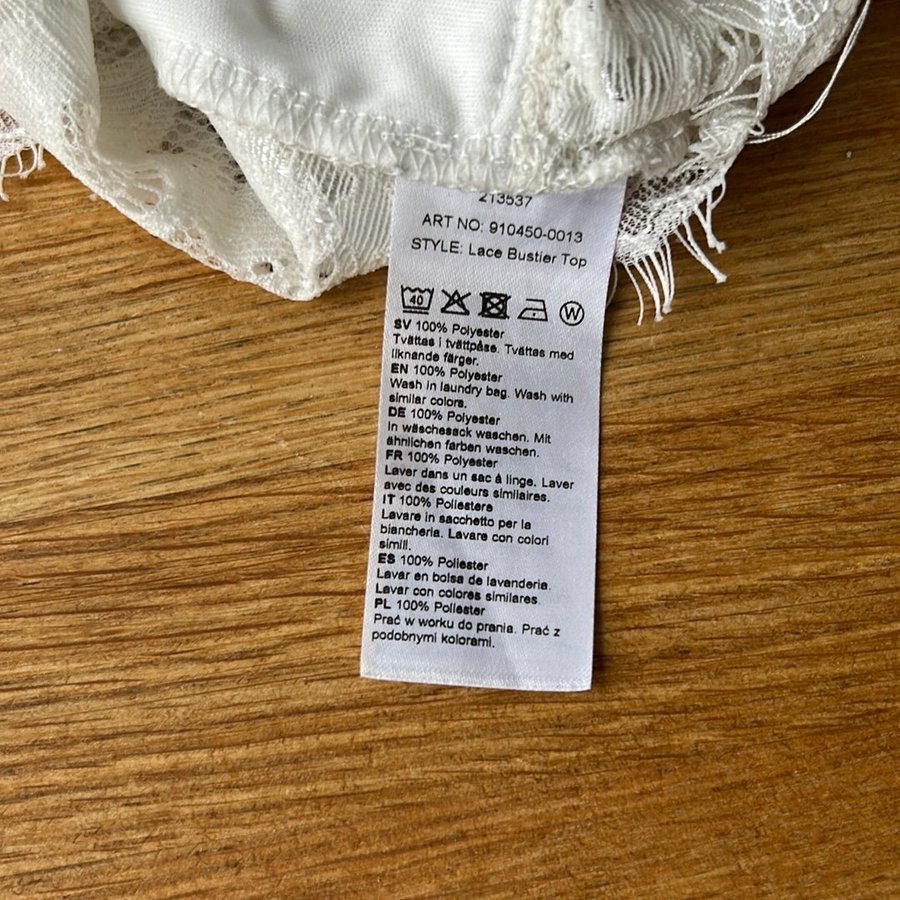 213537
ART NO: 910450-0013
STYLE: Lace Bustier Top
40 W
SV 100% Polyester
Tvättas i tvättpåse. Tvättas med
liknande färger.
EN 100% Polyester
Wash in laundry bag. Wash with
similar colors.
DE 100% Polyester
In wäschesack waschen. Mit
ähnlichen farben waschen.
FR 100% Polyester
Laver dans un sac à linge. Laver
avec des couleurs similaires.
IT 100% Poliestere
Lavare in sacchetto per la
biancheria. Lavare con colori
simili.
ES 100% Poliester
Lavar en bolsa de lavanderia.
Lavar con colores similares.
PL 100% Poliester
Prać w worku do prania. Prać z
podobnymi kolorami.